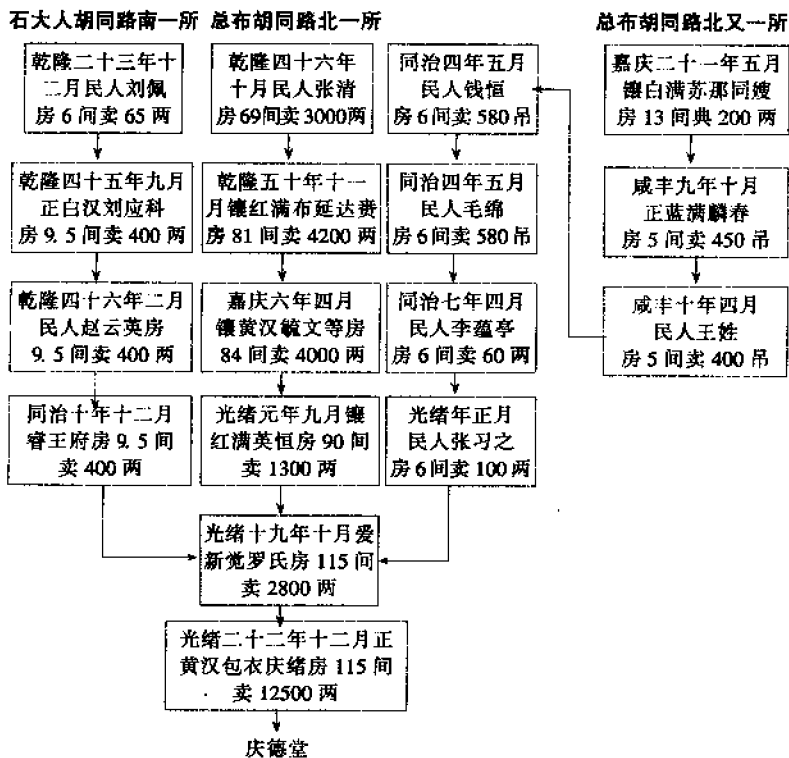 石大人胡同路南一所
乾隆二十三年十
二月民人刘佩
房6间卖65两
乾隆四十五年九月
正白汉刘应科
房9.5间卖400两
乾隆四十六年二月
民人赵云英房
9.5间卖400两
同治十年十二月
睿王府房9.5间
卖400两
总布胡同路北一所
乾隆四十六年
十月民人张清
房69间卖3000两
乾隆五十年十一
月镶红满布延达赉
房81间卖4200两
嘉庆六年四月
镶黄汉毓文等房
84间卖4000两
光绪元年九月镶
红满英恒房90间
卖1300两
同治四年五月
民人钱恒
房6间卖580吊
同治四年五月
民人毛绵
房6间卖580吊
同治七年四月
民人李蕴亭
房6间卖60两
光绪年正月
民人张习之
房6间卖100两
总布胡同路北又一所
嘉庆二十一年五月
镶白满苏那同嫂
房13间典200两
咸丰九年十月
正蓝满麟春
房5间卖450吊
咸丰十年四月
民人王姓
房5间卖400吊
光绪十九年十月爱
新觉罗氏房115间
卖2800两
光绪二十二年十二月正
黄汉包衣庆绪房115间
卖12500两
庆德堂